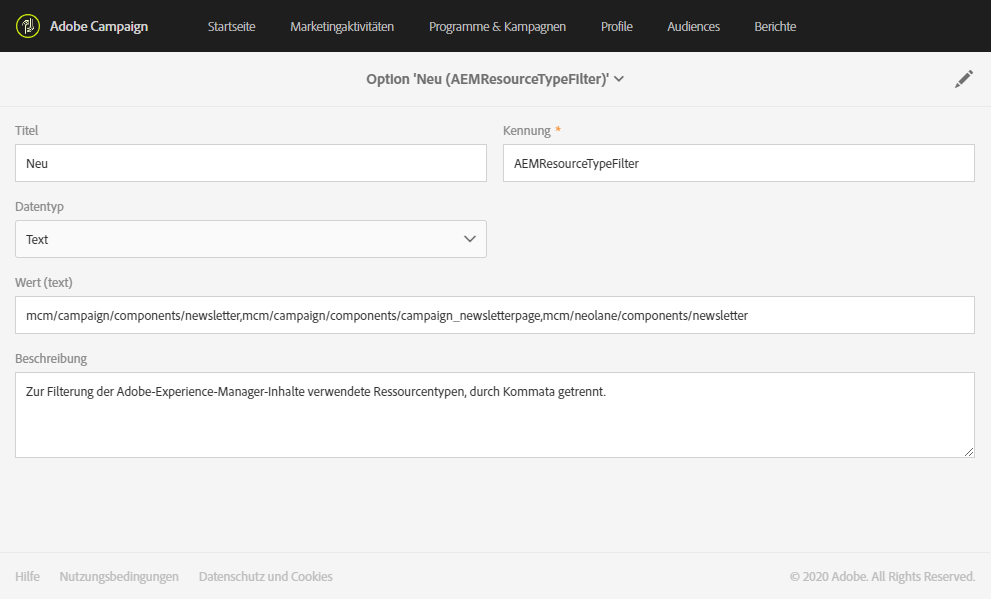 Adobe Campaign Startseite Marketingaktivitäten Programme & Kampagnen Profile Audiences Berichte
Option 'Neu (AEMResourceTypeFilter)'
Titel Kennung *
Neu AEMResourceTypeFilter
Datentyp
Text
Wert (text)
mcm/campaign/components/newsletter,mcm/campaign/components/campaign_newsletterpage,mcm/neolane/components/newsletter
Beschreibung
Zur Filterung der Adobe-Experience-Manager-Inhalte verwendete Ressourcentypen, durch Kommata getrennt.
Hilfe Nutzungsbedingungen Datenschutz und Cookies © 2020 Adobe. All Rights Reserved.